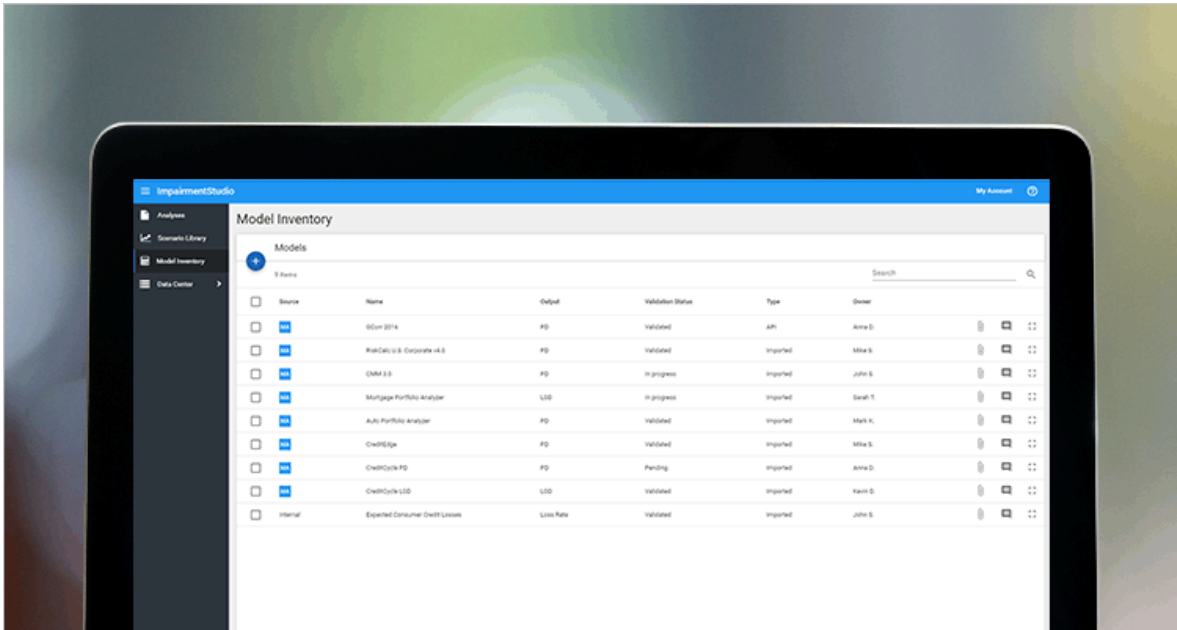 ImpairmentStudio My Account
Analyses
Scenario Library
Model Inventory
Data Center
Model Inventory
Models
9 items Search
Source Name Output Validation Status Type Owner
MA GCorr 2016 PD Validated API Anna D.
MA RiskCalc U.S. Corporate v4.0 PD Validated Imported Mike S.
MA CMM 2.0 PD In progress Imported John S.
MA Mortgage Portfolio Analyzer LGD In progress Imported Sarah T.
MA Auto Portfolio Analyzer PD Validated Imported Mark K.
MA CreditEdge PD Validated Imported Mike S.
MA CreditCycle PD PD Pending Imported Anna D.
MA CreditCycle LGD LGD Validated Imported Kevin D.
Internal Expected Consumer Credit Losses Loss Rate Validated Imported John S.